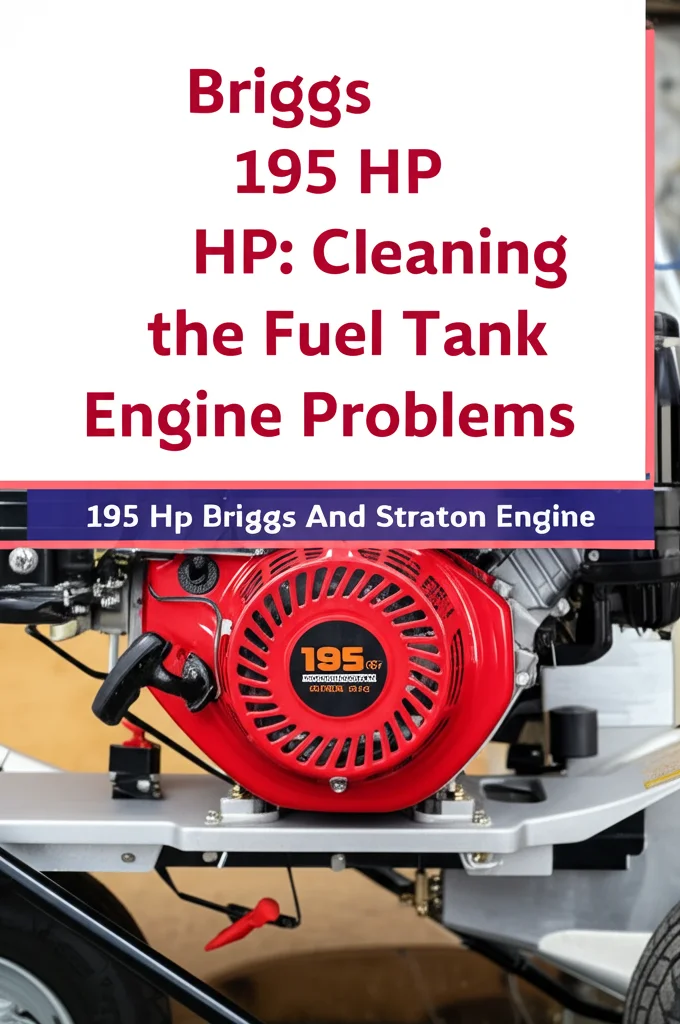 Briggs
195 HP
HP: Cleaning
the Fuel Tank
Engine Problems
195 Hp Briggs And Straton Engine
195